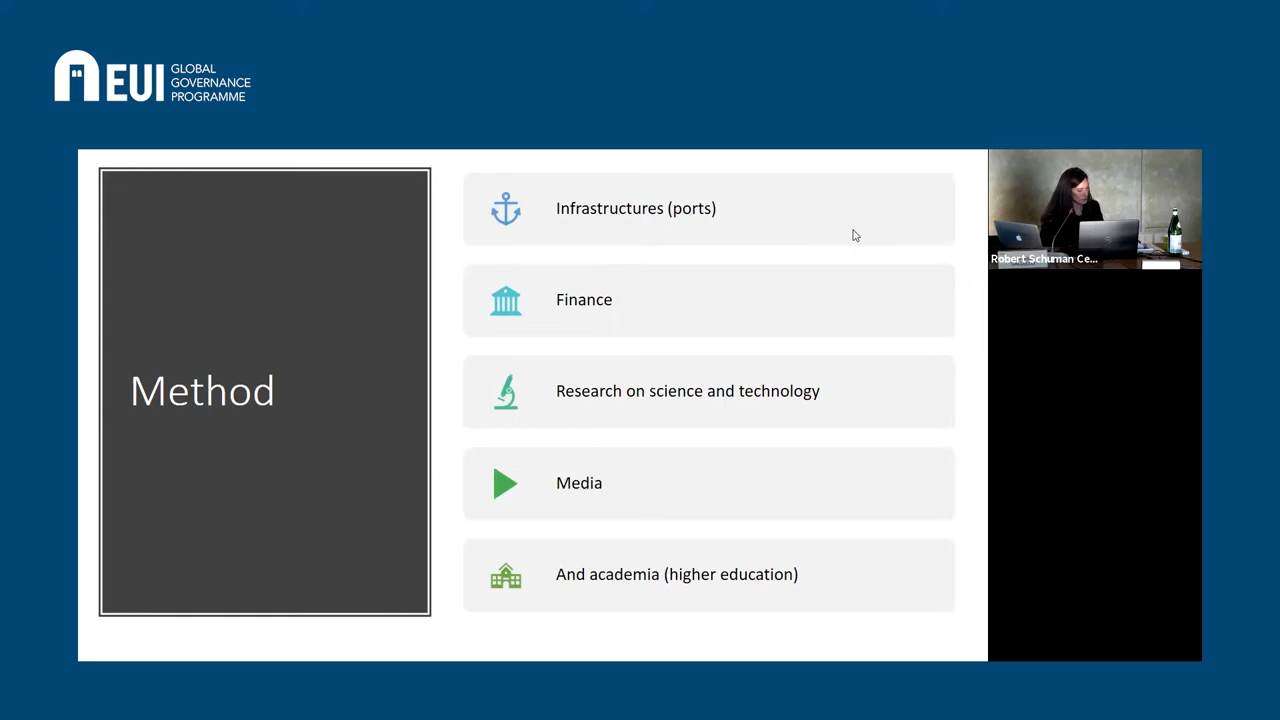 EUI
GLOBAL
GOVERNANCE
PROGRAMME
Method
Infrastructures (ports)
Finance
Research on science and technology
Media
And academia (higher education)
Robert Schuman Ce...